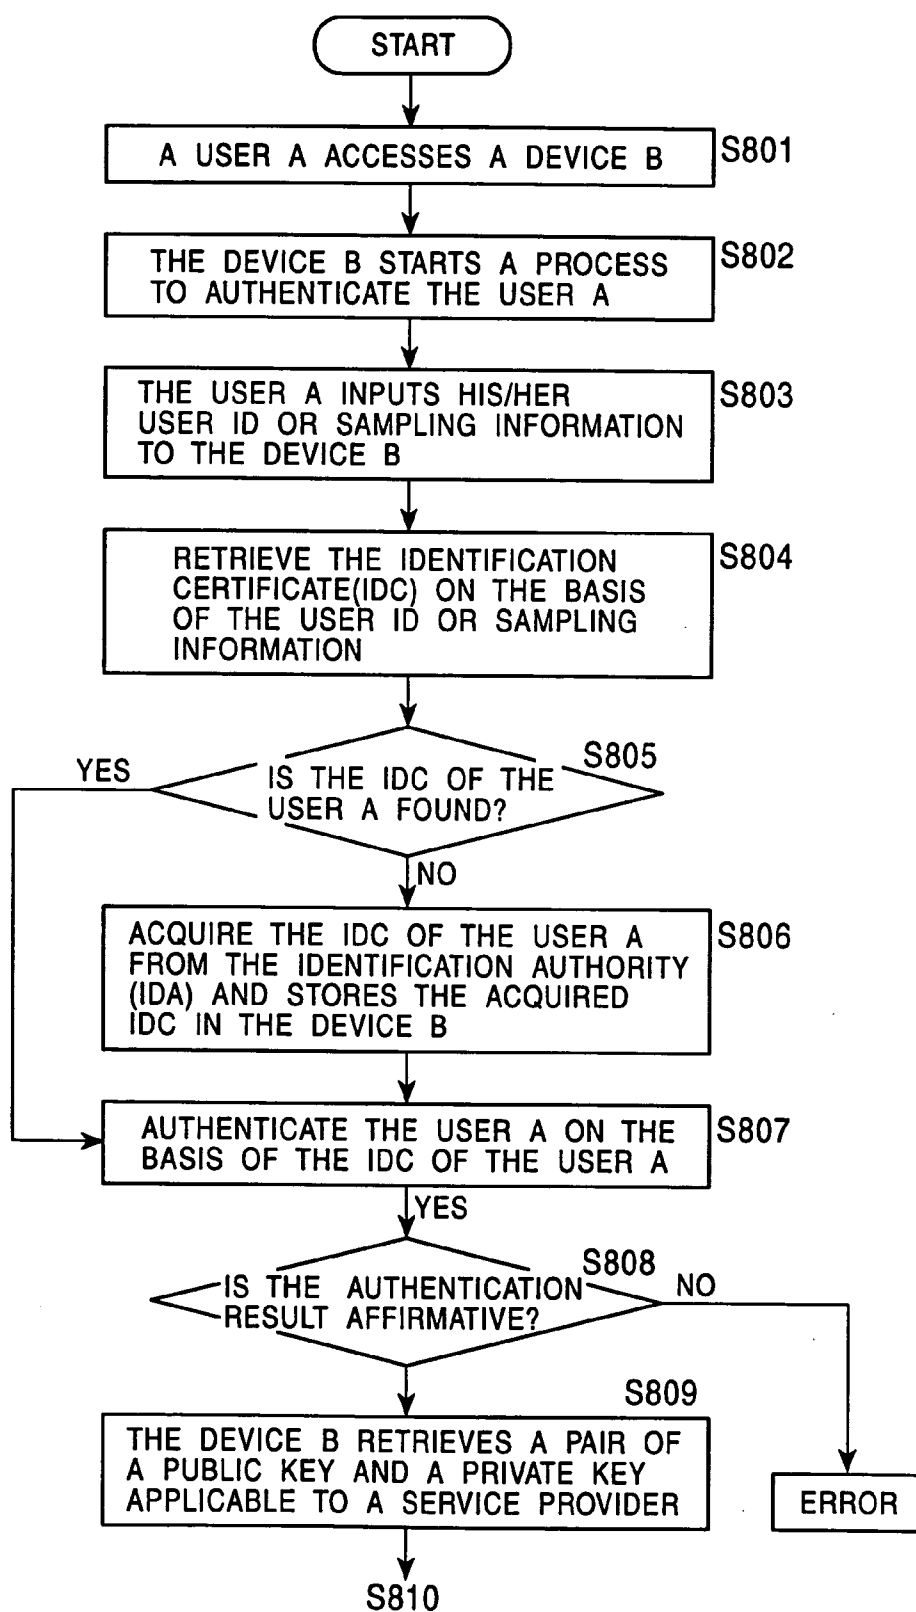 START
A USER A ACCESSES A DEVICE B
S801
THE DEVICE B STARTS A PROCESS
TO AUTHENTICATE THE USER A
S802
THE USER A INPUTS HIS/HER
USER ID OR SAMPLING INFORMATION
TO THE DEVICE B
S803
RETRIEVE THE IDENTIFICATION
CERTIFICATE(IDC) ON THE BASIS
OF THE USER ID OR SAMPLING
INFORMATION
S804
S805
YES
IS THE IDC OF THE
USER A FOUND?
NO
ACQUIRE THE IDC OF THE USER A
FROM THE IDENTIFICATION AUTHORITY
(IDA) AND STORES THE ACQUIRED
IDC IN THE DEVICE B
S806
AUTHENTICATE THE USER A ON THE
BASIS OF THE IDC OF THE USER A
S807
YES
S808
IS THE AUTHENTICATION
RESULT AFFIRMATIVE?
NO
S809
THE DEVICE B RETRIEVES A PAIR OF
A PUBLIC KEY AND A PRIVATE KEY
APPLICABLE TO A SERVICE PROVIDER
ERROR
S810